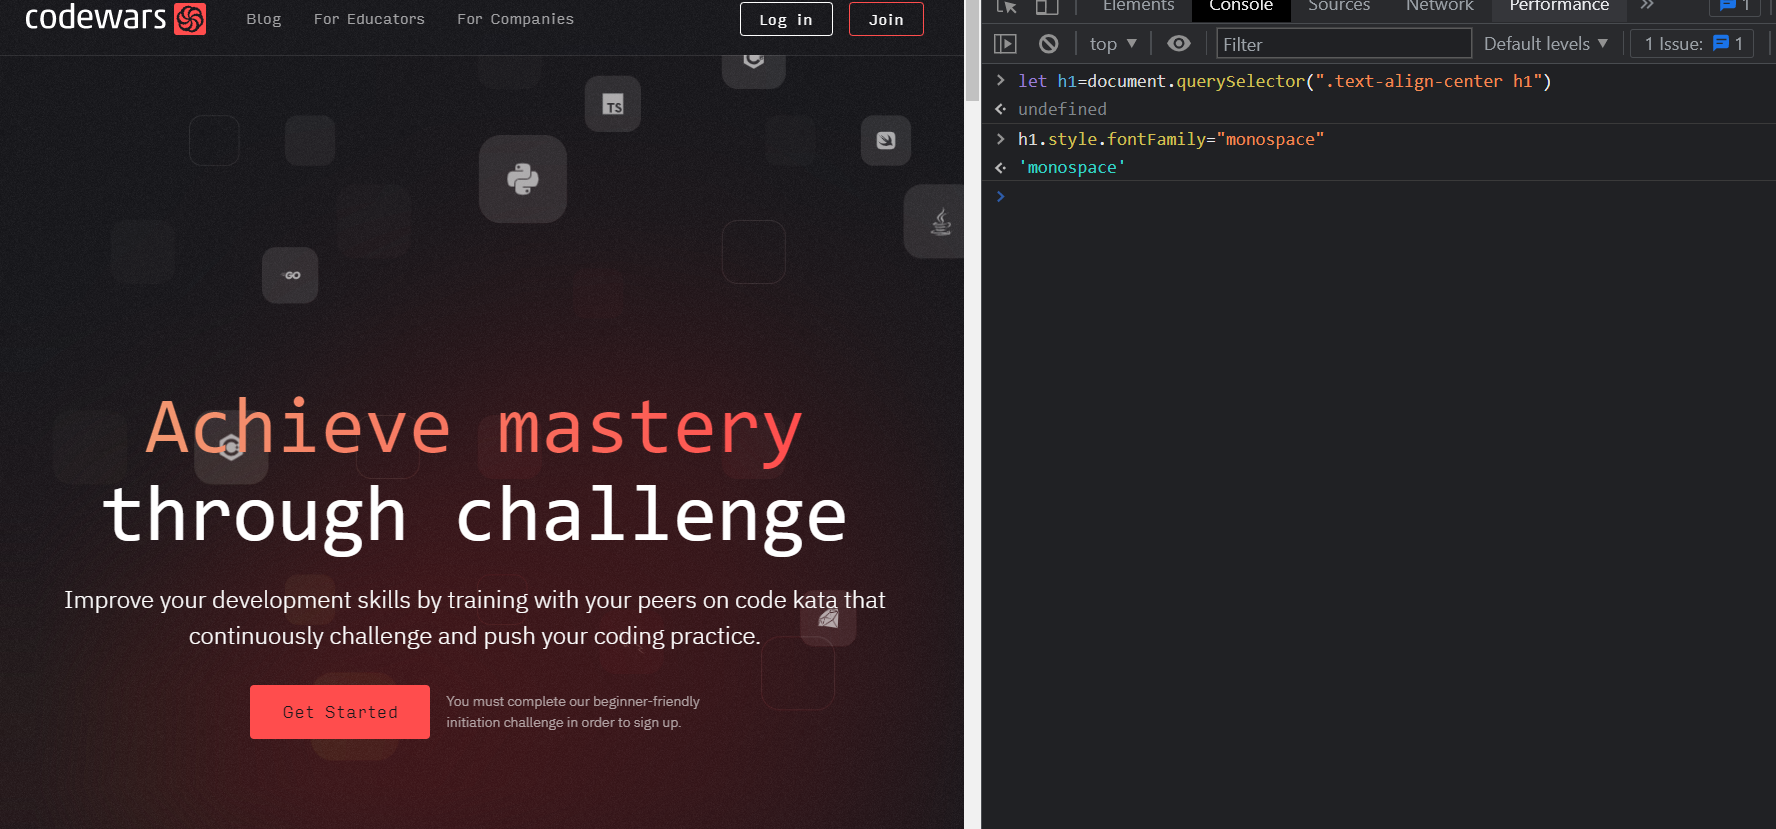 codewars
Blog
For Educators
For Companies
Log in
Join
TS
GO
Achieve mastery
through challenge
Improve your development skills by training with your peers on code kata that
continuously challenge and push your coding practice.
Get Started
You must complete our beginner-friendly
initiation challenge in order to sign up.
Elements
Console
Sources
Network
Performance
»
1
top
Filter
Default levels
1 Issue:
1
let h1=document.querySelector(".text-align-center h1")
undefined
h1.style.fontFamily="monospace"
'monospace'